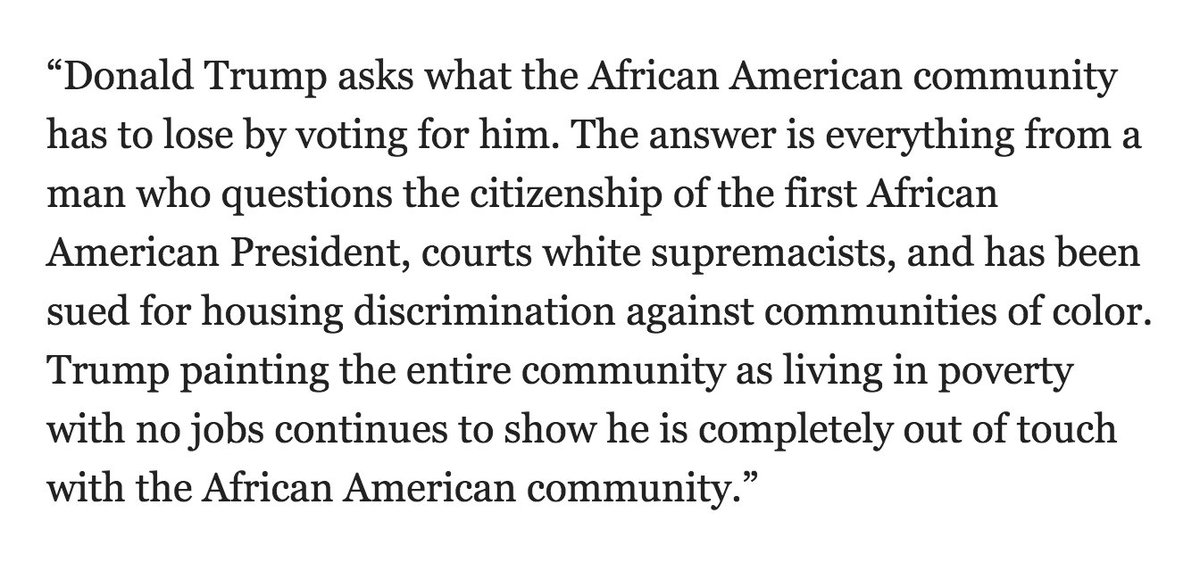 “Donald Trump asks what the African American community
has to lose by voting for him. The answer is everything from a
man who questions the citizenship of the first African
American President, courts white supremacists, and has been
sued for housing discrimination against communities of color.
Trump painting the entire community as living in poverty
with no jobs continues to show he is completely out of touch
with the African American community.”